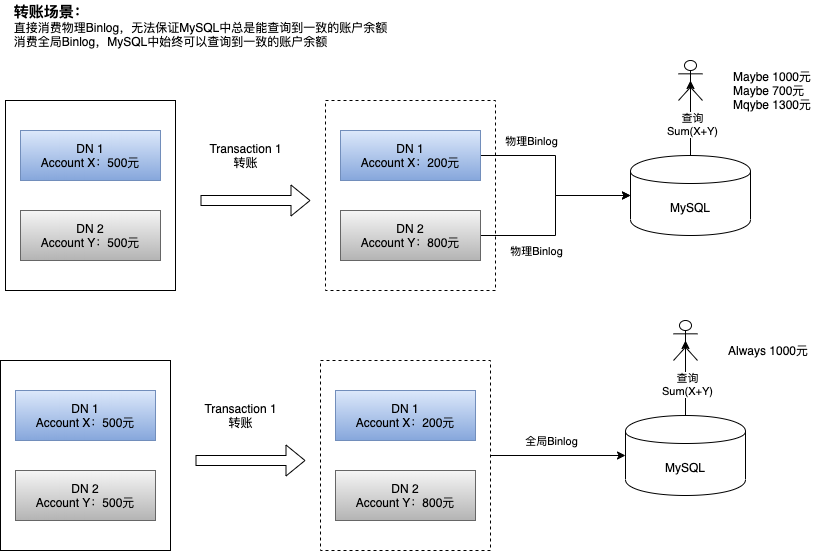 转账场景：
直接消费物理Binlog，无法保证MySQL中总是能查询到一致的账户余额
消费全局Binlog，MySQL中始终可以查询到一致的账户余额
Maybe 1000元
Maybe 700元
Mqybe 1300元
查询
Sum(X+Y)
DN 1
Account X：500元
Transaction 1
转账
DN 1
Account X：200元
物理Binlog
MySQL
DN 2
Account Y：500元
DN 2
Account Y：800元
物理Binlog
Always 1000元
查询
Sum(X+Y)
DN 1
Account X：500元
Transaction 1
转账
DN 1
Account X：200元
全局Binlog
MySQL
DN 2
Account Y：500元
DN 2
Account Y：800元